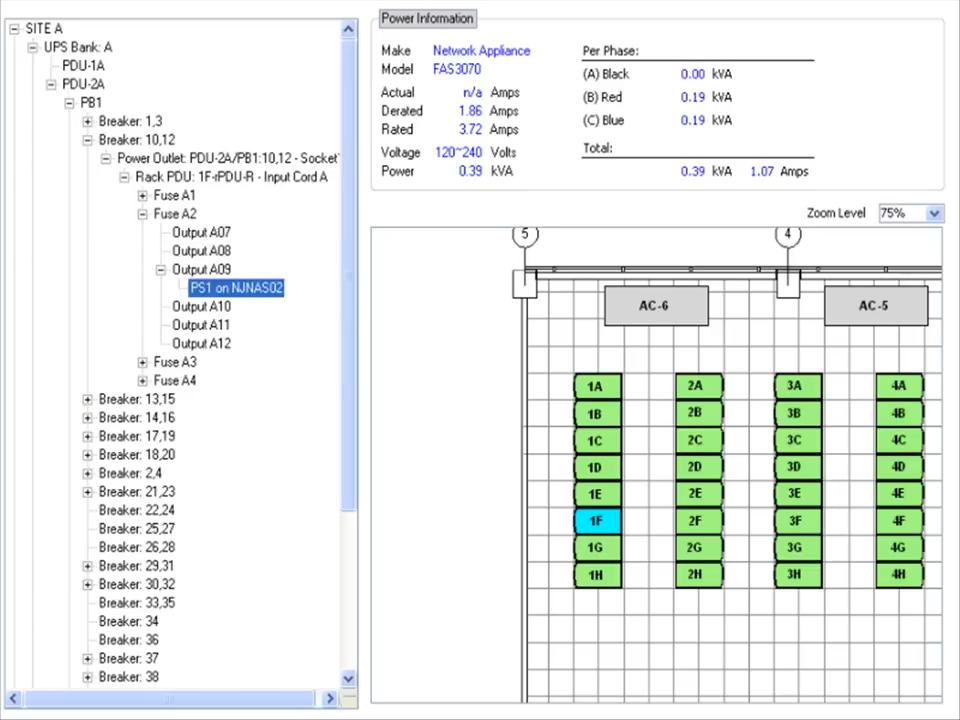 SITE A
UPS Bank: A
PDU-1A
PDU-2A
PB1
Breaker: 1,3
Breaker: 10,12
Power Outlet: PDU-2A/PB1:10,12 - Socket
Rack PDU: 1F-rPDU-R - Input Cord A
Fuse A1
Fuse A2
Output A07
Output A08
Output A09
PS1 on NJNAS02
Output A10
Output A11
Output A12
Fuse A3
Fuse A4
Breaker: 13,15
Breaker: 14,16
Breaker: 17,19
Breaker: 18,20
Breaker: 2,4
Breaker: 21,23
Breaker: 22,24
Breaker: 25,27
Breaker: 26,28
Breaker: 29,31
Breaker: 30,32
Breaker: 33,35
Breaker: 34
Breaker: 36
Breaker: 37
Breaker: 38
Power Information
Make Network Appliance
Model FAS3070
Actual n/a Amps
Derated 1.86 Amps
Rated 3.72 Amps
Voltage 120~240 Volts
Power 0.39 kVA
Per Phase:
(A) Black 0.00 kVA
(B) Red 0.19 kVA
(C) Blue 0.19 kVA
Total:
0.39 kVA 1.07 Amps
Zoom Level 75%
5 4
AC-6 AC-5
1A 2A 3A 4A
1B 2B 3B 4B
1C 2C 3C 4C
1D 2D 3D 4D
1E 2E 3E 4E
1F 2F 3F 4F
1G 2G 3G 4G
1H 2H 3H 4H